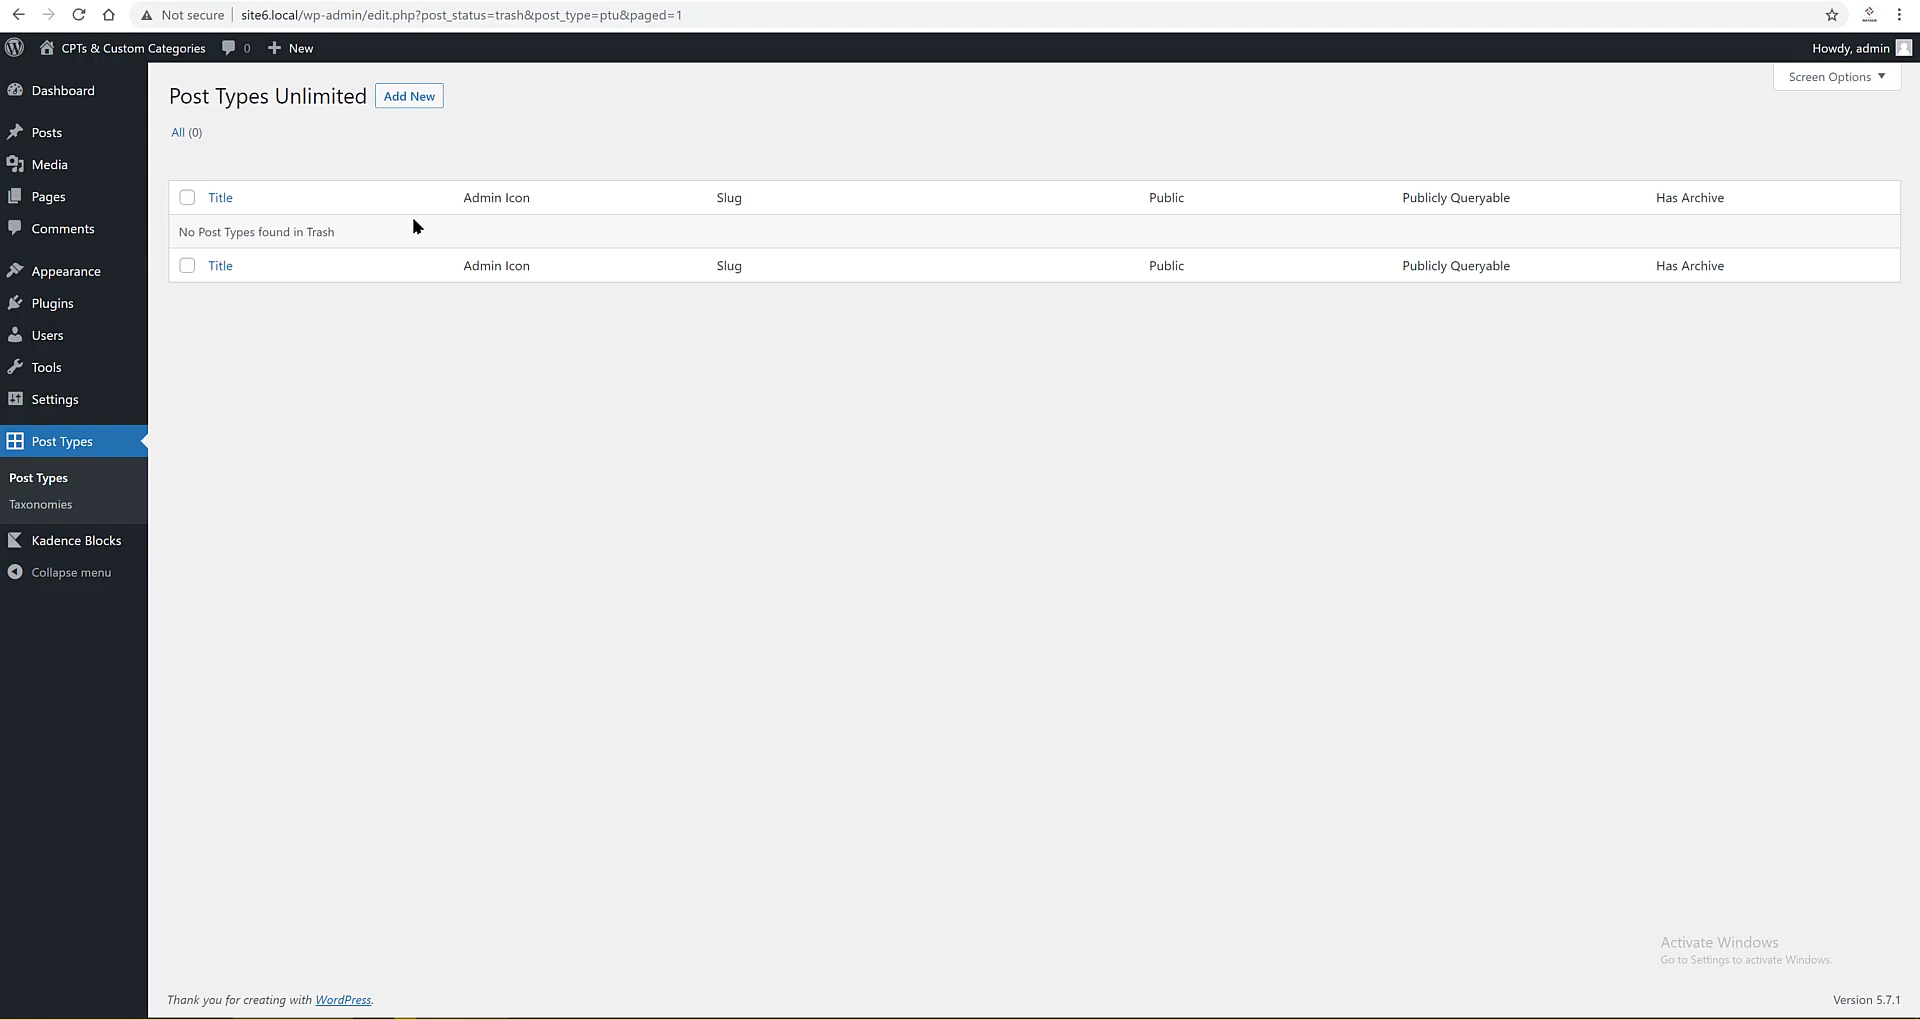 Not secure site6.local/wp-admin/edit.php?post_status=trash&post_type=ptu&paged=1
CPTs & Custom Categories 0 New Howdy, admin
Screen Options
Dashboard
Posts
Media
Pages
Comments
Appearance
Plugins
Users
Tools
Settings
Post Types
Post Types
Taxonomies
Kadence Blocks
Collapse menu
Post Types Unlimited Add New
All (0)
Title Admin Icon Slug Public Publicly Queryable Has Archive
No Post Types found in Trash
Title Admin Icon Slug Public Publicly Queryable Has Archive
Activate Windows
Go to Settings to activate Windows.
Thank you for creating with WordPress. Version 5.7.1